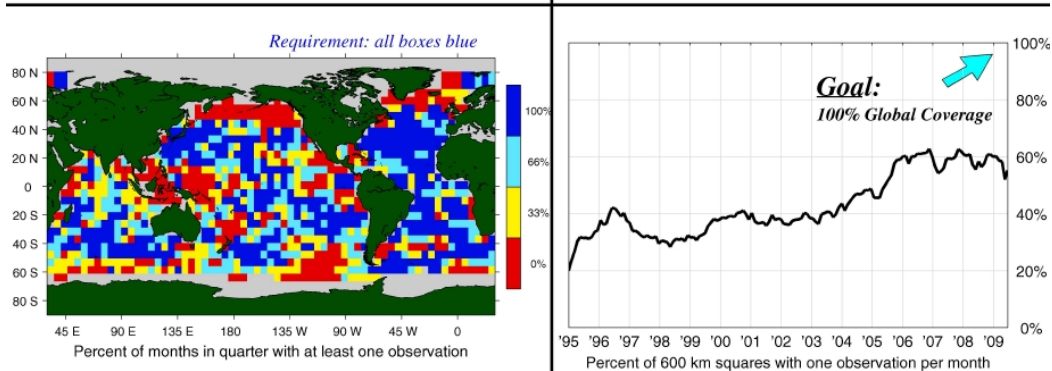 Requirement: all boxes blue
80 N
60 N
40 N
20 N
0
20 S
40 S
60 S
80 S
45 E 90 E 135 E 180 135 W 90 W 45 W 0
Percent of months in quarter with at least one observation
100%
66%
33%
0%
Goal:
100% Global Coverage
100%
80%
60%
40%
20%
0%
'95 '96 '97 '98 '99 '00 '01 '02 '03 '04 '05 '06 '07 '08 '09
Percent of 600 km squares with one observation per month